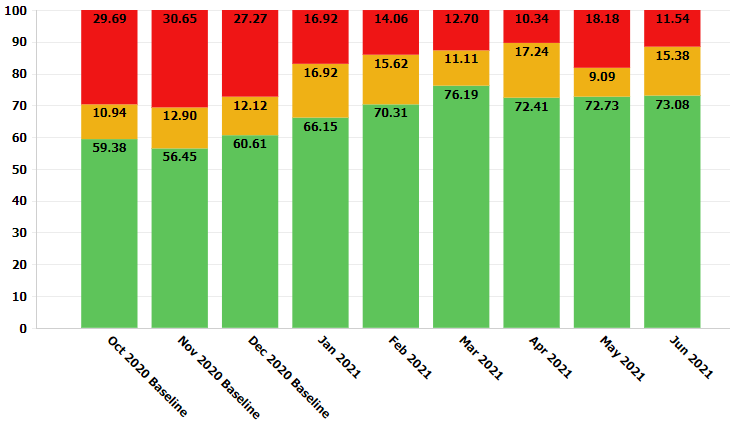 100
90
80
70
60
50
40
30
20
10
0
29.69 30.65 27.27 16.92 14.06 12.70 10.34 18.18 11.54
10.94 12.90 12.12 16.92 15.62 11.11 17.24 9.09 15.38
59.38 56.45 60.61 66.15 70.31 76.19 72.41 72.73 73.08
Oct 2020 Baseline
Nov 2020 Baseline
Dec 2020 Baseline
Jan 2021
Feb 2021
Mar 2021
Apr 2021
May 2021
Jun 2021